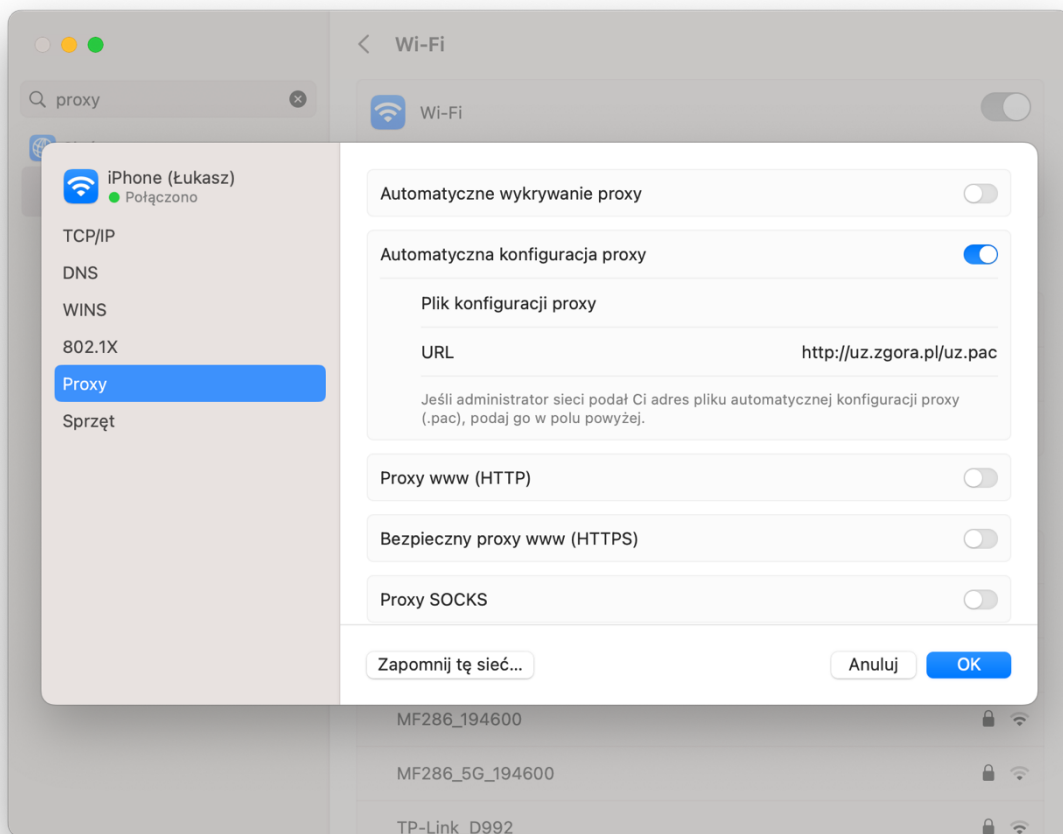 Wi-Fi
proxy
Wi-Fi
iPhone (Łukasz)
Połączono
TCP/IP
DNS
WINS
802.1X
Proxy
Sprzęt
Automatyczne wykrywanie proxy
Automatyczna konfiguracja proxy
Plik konfiguracji proxy
URL http://uz.zgora.pl/uz.pac
Jeśli administrator sieci podał Ci adres pliku automatycznej konfiguracji proxy
(.pac), podaj go w polu powyżej.
Proxy www (HTTP)
Bezpieczny proxy www (HTTPS)
Proxy SOCKS
Zapomnij tę sieć... Anuluj OK
MF286_194600
MF286_5G_194600
TP-Link_D992